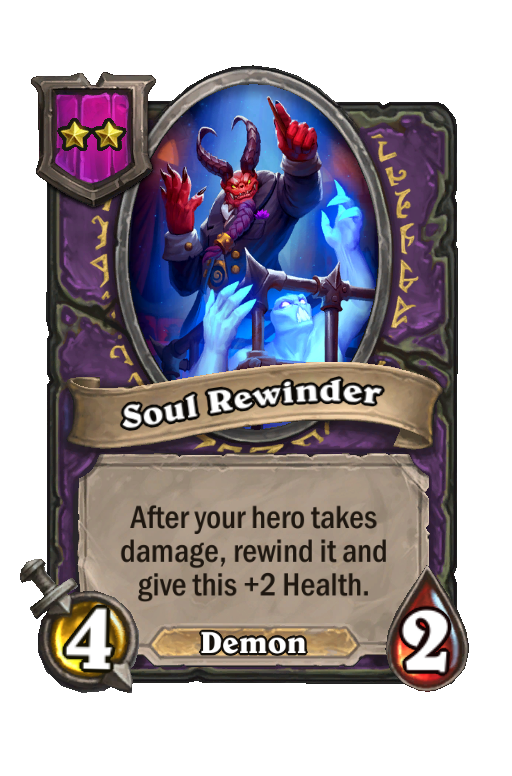 Soul Rewinder
After your hero takes
damage, rewind it and
give this +2 Health.
4
Demon
2